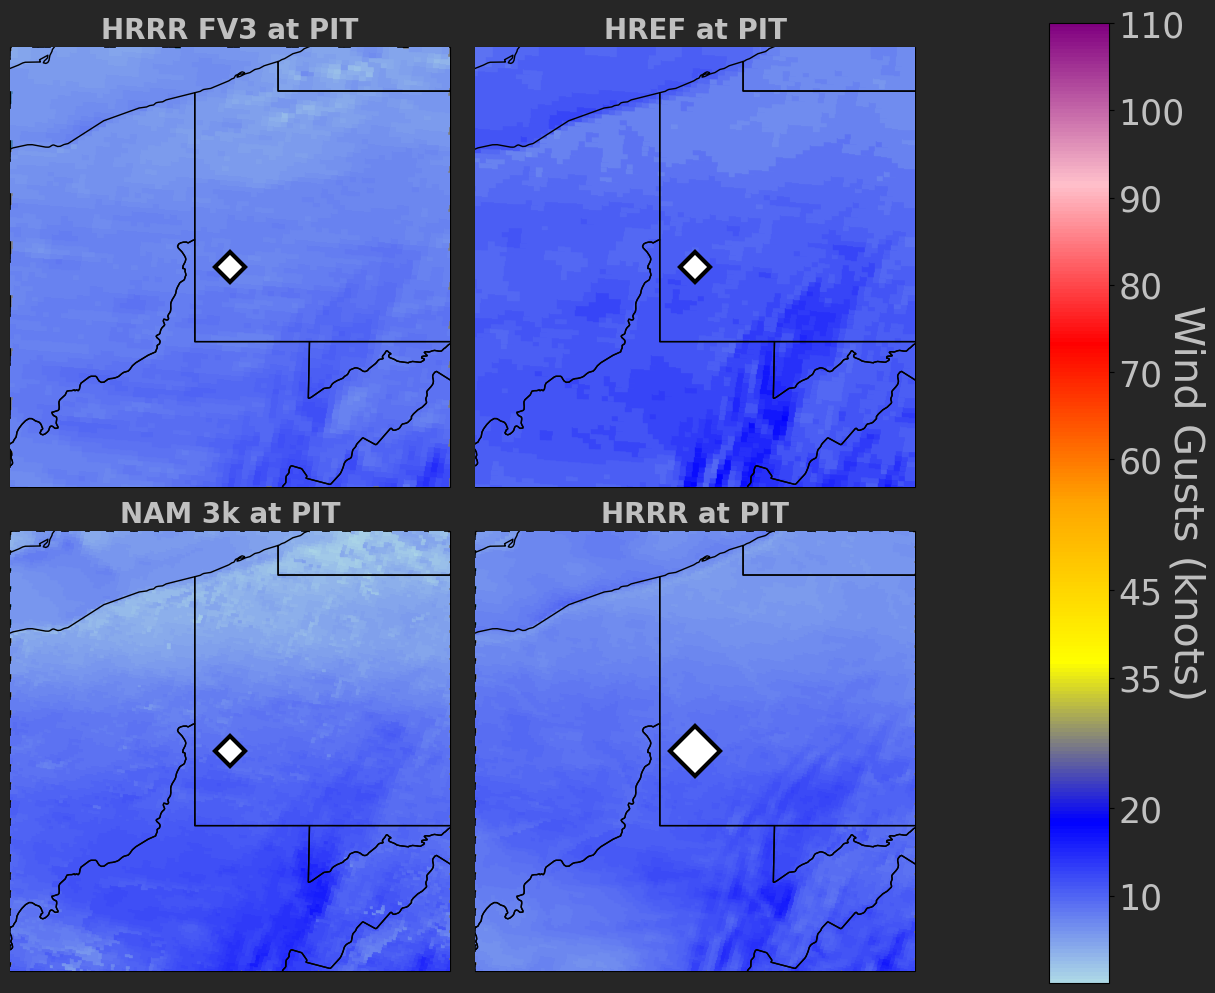 HRRR FV3 at PIT
HREF at PIT
NAM 3k at PIT
HRRR at PIT
110
100
90
80
70
60
45
35
20
10
Wind Gusts (knots)